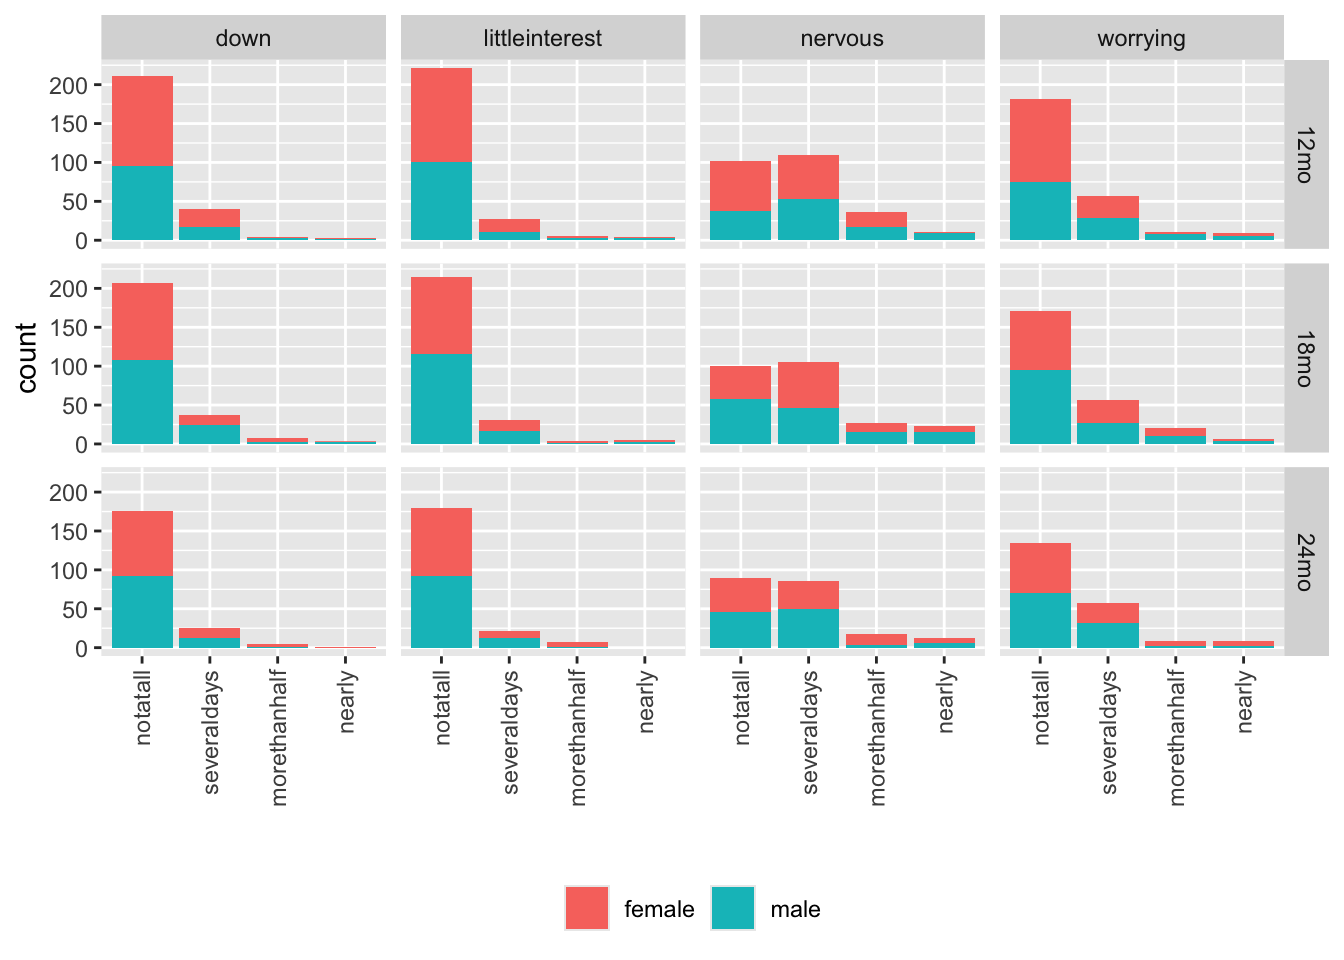 down littleinterest nervous worrying
200
150
100
50
0
12mo
200
150
100
50
0
18mo
count
200
150
100
50
0
24mo
notatall severaldays morethanhalf nearly notatall severaldays morethanhalf nearly notatall severaldays morethanhalf nearly notatall severaldays morethanhalf nearly
female male